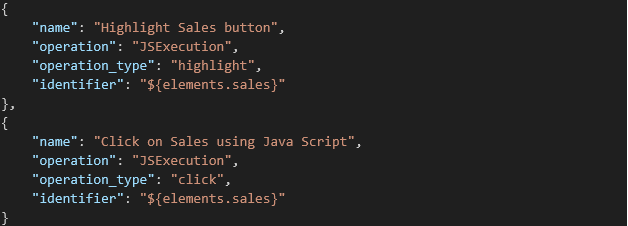 {
    "name": "Highlight Sales button",
    "operation": "JSExecution",
    "operation_type": "highlight",
    "identifier": "${elements.sales}"
},
{
    "name": "Click on Sales using Java Script",
    "operation": "JSExecution",
    "operation_type": "click",
    "identifier": "${elements.sales}"
}